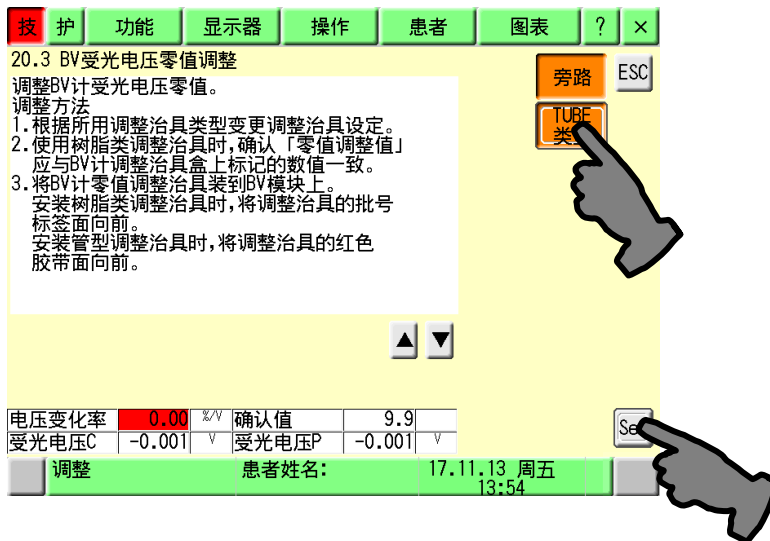 技 护 功能 显示器 操作 患者 图表 ? ×
20.3 BV受光电压零值调整
旁路 ESC
TUBE
调整BV计受光电压零值。
调整方法
1.根据所用调整治具类型变更调整治具设定。
2.使用树脂类调整治具时,确认「零值调整值」
应与BV计调整治具盒上标记的数值一致。
3.将BV计零值调整治具装到BV模块上。
安装树脂类调整治具时,将调整治具的批号
标签面向前。
安装管型调整治具时,将调整治具的红色
胶带面向前。
▲ ▼
电压变化率 0.00 %/V 确认值 9.9
受光电压C -0.001 V 受光电压P -0.001 V
调整 患者姓名: 17.11.13 周五
13:54